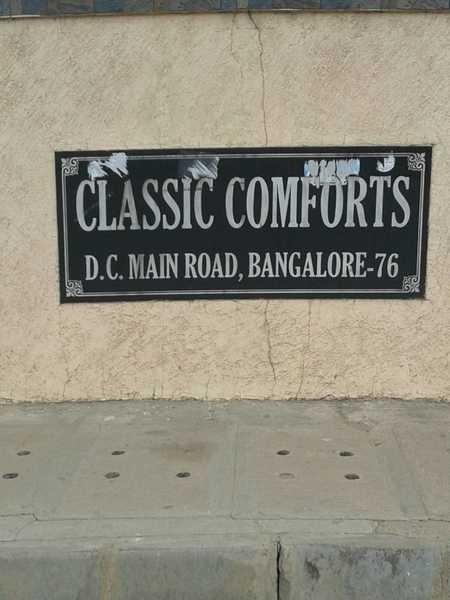 CLASSIC COMFORTS
D.C. MAIN ROAD, BANGALORE-76